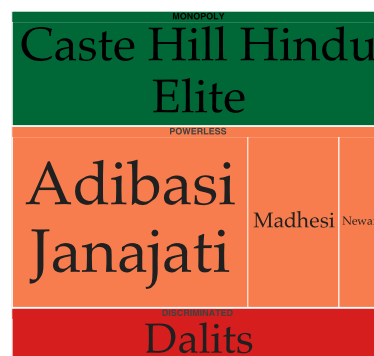 MONOPOLY
Caste Hill Hindu
Elite
POWERLESS
Adibasi
Janajati
Madhesi
DISCRIMINATED
Dalits